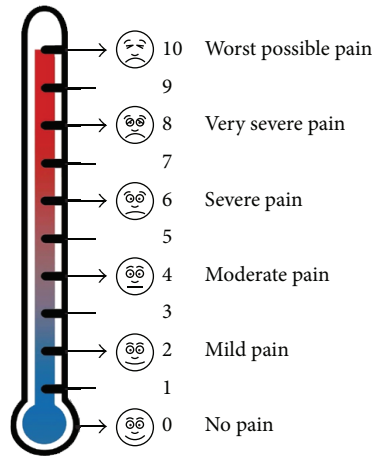 10 Worst possible pain
9
8 Very severe pain
7
6 Severe pain
5
4 Moderate pain
3
2 Mild pain
1
0 No pain